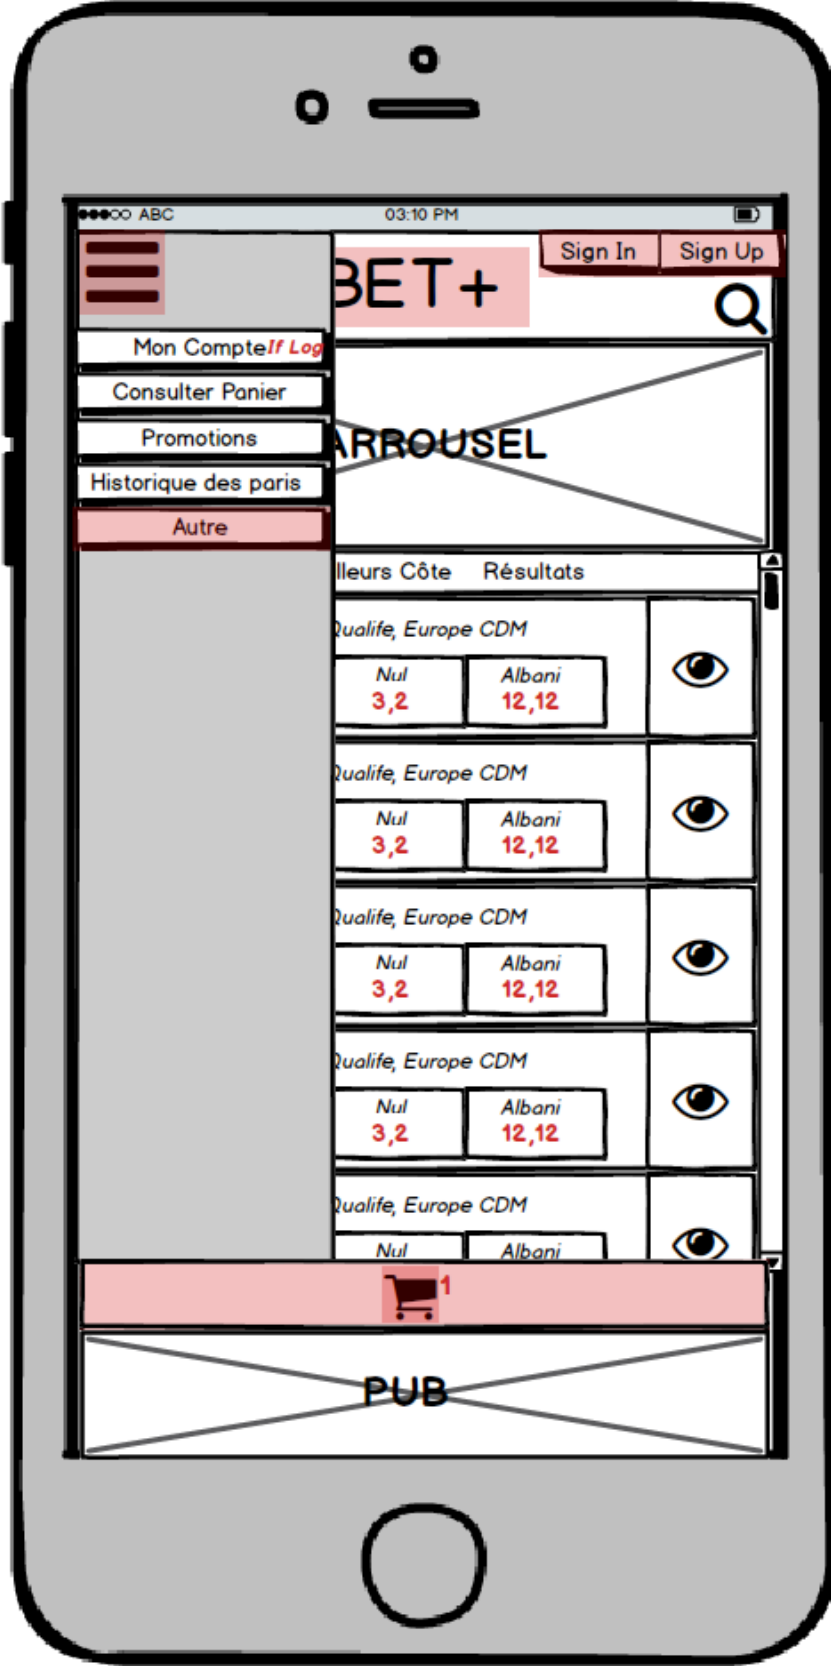 ABC 03:10 PM
Sign In Sign Up
BET+
Mon Compte If Log
Consulter Panier
Promotions
Historique des paris
Autre
ARROUSEL
lleurs Côte Résultats
Qualife, Europe CDM
Nul Albani
3,2 12,12
Qualife, Europe CDM
Nul Albani
3,2 12,12
Qualife, Europe CDM
Nul Albani
3,2 12,12
Qualife, Europe CDM
Nul Albani
3,2 12,12
Qualife, Europe CDM
Nul Albani
1
PUB